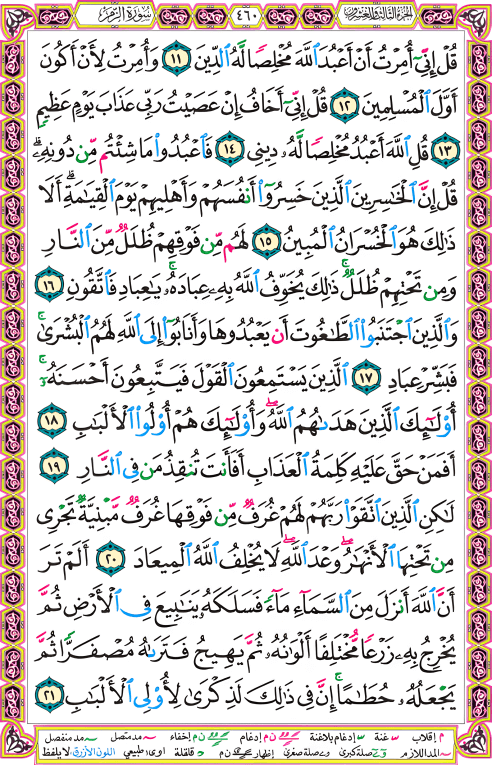 الجزء الثالث والعشرون
٤٦٠
سورة الزمر
قُلْ إِنِّىٓ أُمِرْتُ أَنْ أَعْبُدَ ٱللَّهَ مُخْلِصًا لَّهُ ٱلدِّينَ ١١ وَأُمِرْتُ لِأَنْ أَكُونَ
أَوَّلَ ٱلْمُسْلِمِينَ ١٢ قُلْ إِنِّىٓ أَخَافُ إِنْ عَصَيْتُ رَبِّى عَذَابَ يَوْمٍ عَظِيمٍ
١٣ قُلِ ٱللَّهَ أَعْبُدُ مُخْلِصًا لَّهُۥ دِينِى ١٤ فَٱعْبُدُوا۟ مَا شِئْتُم مِّن دُونِهِۦ ۗ
قُلْ إِنَّ ٱلْخَـٰسِرِينَ ٱلَّذِينَ خَسِرُوٓا۟ أَنفُسَهُمْ وَأَهْلِيهِمْ يَوْمَ ٱلْقِيَـٰمَةِ ۗ أَلَا
ذَٰلِكَ هُوَ ٱلْخُسْرَانُ ٱلْمُبِينُ ١٥ لَهُم مِّن فَوْقِهِمْ ظُلَلٌ مِّنَ ٱلنَّارِ
وَمِن تَحْتِهِمْ ظُلَلٌ ۚ ذَٰلِكَ يُخَوِّفُ ٱللَّهُ بِهِۦ عِبَادَهُۥ ۚ يَـٰعِبَادِ فَٱتَّقُونِ ١٦
وَٱلَّذِينَ ٱجْتَنَبُوا۟ ٱلطَّـٰغُوتَ أَن يَعْبُدُوهَا وَأَنَابُوٓا۟ إِلَى ٱللَّهِ لَهُمُ ٱلْبُشْرَىٰ ۚ
فَبَشِّرْ عِبَادِ ١٧ ٱلَّذِينَ يَسْتَمِعُونَ ٱلْقَوْلَ فَيَتَّبِعُونَ أَحْسَنَهُۥٓ ۚ
أُو۟لَـٰٓئِكَ ٱلَّذِينَ هَدَىٰهُمُ ٱللَّهُ ۖ وَأُو۟لَـٰٓئِكَ هُمْ أُو۟لُوا۟ ٱلْأَلْبَـٰبِ ١٨
أَفَمَنْ حَقَّ عَلَيْهِ كَلِمَةُ ٱلْعَذَابِ أَفَأَنتَ تُنقِذُ مَن فِى ٱلنَّارِ ١٩
لَـٰكِنِ ٱلَّذِينَ ٱتَّقَوْا۟ رَبَّهُمْ لَهُمْ غُرَفٌ مِّن فَوْقِهَا غُرَفٌ مَّبْنِيَّةٌ تَجْرِى
مِن تَحْتِهَا ٱلْأَنْهَـٰرُ ۖ وَعْدَ ٱللَّهِ ۖ لَا يُخْلِفُ ٱللَّهُ ٱلْمِيعَادَ ٢٠ أَلَمْ تَرَ
أَنَّ ٱللَّهَ أَنزَلَ مِنَ ٱلسَّمَآءِ مَآءً فَسَلَكَهُۥ يَنَـٰبِيعَ فِى ٱلْأَرْضِ ثُمَّ
يُخْرِجُ بِهِۦ زَرْعًا مُّخْتَلِفًا أَلْوَٰنُهُۥ ثُمَّ يَهِيجُ فَتَرَىٰهُ مُصْفَرًّا ثُمَّ
يَجْعَلُهُۥ حُطَـٰمًا ۚ إِنَّ فِى ذَٰلِكَ لَذِكْرَىٰ لِأُو۟لِى ٱلْأَلْبَـٰبِ ٢١
م إقلاب س غنة س إدغام بلاغنة ن م إدغام ن م إخفاء مد متصل مد منفصل
المد اللازم صلة كبرى صلة صغرى إظهار ن م قلقلة او ى طبيعي اللون الأزرق لا يلفظ